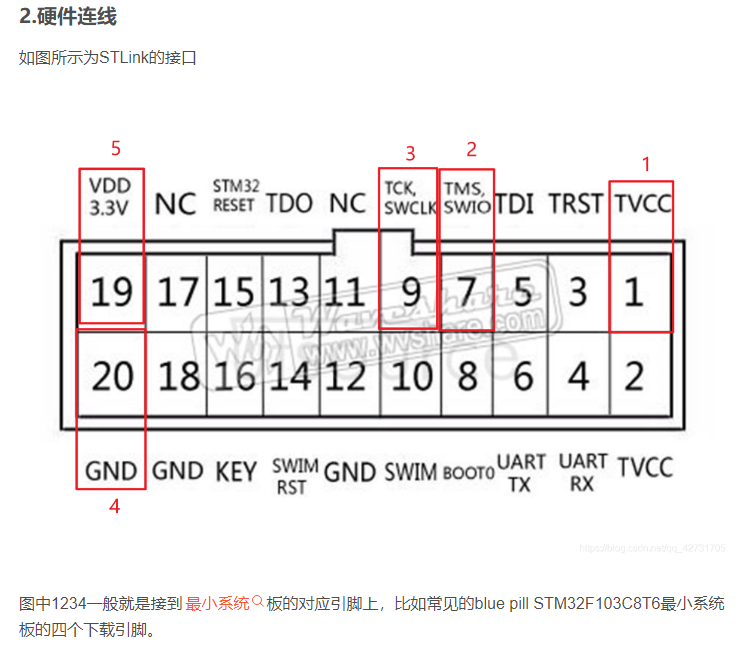 2.硬件连线
如图所示为STLink的接口
5
3
2
1
VDD
3.3V
NC
STM32
RESET
TDO
NC
TCK,
SWCLK
TMS,
SWIO
TDI
TRST
TVCC
19 17 15 13 11 9 7 5 3 1
WaveShare
www.wvshare.com
20 18 16 14 12 10 8 6 4 2
GND
GND
KEY
SWIM
RST
GND
SWIM
BOOT0
UART
TX
UART
RX
TVCC
4
https://blog.csdn.net/qq_42731705
图中1234一般就是接到 最小系统 板的对应引脚上，比如常见的blue pill STM32F103C8T6最小系统
板的四个下载引脚。